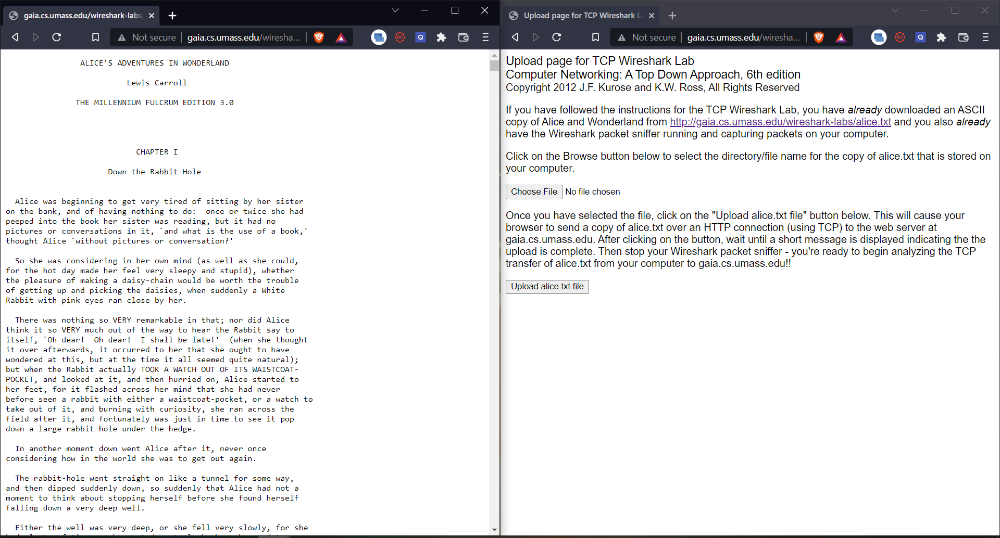 gaia.cs.umass.edu/wireshark-labs
Not secure
gaia.cs.umass.edu/wiresha...
ALICE'S ADVENTURES IN WONDERLAND
Lewis Carroll
THE MILLENNIUM FULCRUM EDITION 3.0
CHAPTER I
Down the Rabbit-Hole
Alice was beginning to get very tired of sitting by her sister
on the bank, and of having nothing to do:  once or twice she had
peeped into the book her sister was reading, but it had no
pictures or conversations in it, `and what is the use of a book,'
thought Alice `without pictures or conversation?'
So she was considering in her own mind (as well as she could,
for the hot day made her feel very sleepy and stupid), whether
the pleasure of making a daisy-chain would be worth the trouble
of getting up and picking the daisies, when suddenly a White
Rabbit with pink eyes ran close by her.
There was nothing so VERY remarkable in that; nor did Alice
think it so VERY much out of the way to hear the Rabbit say to
itself, `Oh dear!  Oh dear!  I shall be late!'  (when she thought
it over afterwards, it occurred to her that she ought to have
wondered at this, but at the time it all seemed quite natural);
but when the Rabbit actually TOOK A WATCH OUT OF ITS WAISTCOAT-
POCKET, and looked at it, and then hurried on, Alice started to
her feet, for it flashed across her mind that she had never
before seen a rabbit with either a waistcoat-pocket, or a watch to
take out of it, and burning with curiosity, she ran across the
field after it, and fortunately was just in time to see it pop
down a large rabbit-hole under the hedge.
In another moment down went Alice after it, never once
considering how in the world she was to get out again.
The rabbit-hole went straight on like a tunnel for some way,
and then dipped suddenly down, so suddenly that Alice had not a
moment to think about stopping herself before she found herself
falling down a very deep well.
Either the well was very deep, or she fell very slowly, for she
Upload page for TCP Wireshark L
Not secure
gaia.cs.umass.edu/wiresha...
Upload page for TCP Wireshark Lab
Computer Networking: A Top Down Approach, 6th edition
Copyright 2012 J.F. Kurose and K.W. Ross, All Rights Reserved
If you have followed the instructions for the TCP Wireshark Lab, you have already downloaded an ASCII
copy of Alice and Wonderland from http://gaia.cs.umass.edu/wireshark-labs/alice.txt and you also already
have the Wireshark packet sniffer running and capturing packets on your computer.
Click on the Browse button below to select the directory/file name for the copy of alice.txt that is stored on
your computer.
Choose File No file chosen
Once you have selected the file, click on the "Upload alice.txt file" button below. This will cause your
browser to send a copy of alice.txt over an HTTP connection (using TCP) to the web server at
gaia.cs.umass.edu. After clicking on the button, wait until a short message is displayed indicating the the
upload is complete. Then stop your Wireshark packet sniffer - you're ready to begin analyzing the TCP
transfer of alice.txt from your computer to gaia.cs.umass.edu!!
Upload alice.txt file